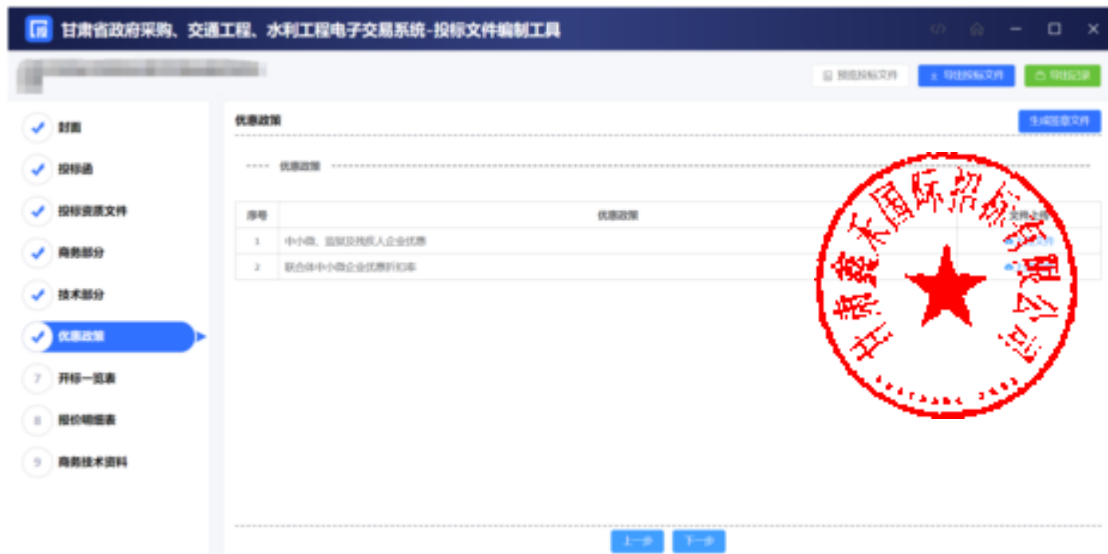 甘肃省政府采购、交通工程、水利工程电子交易系统-投标文件编制工具
预览投标文件
导出投标文件
导出记录
封面
投标函
投标资质文件
商务部分
技术部分
优惠政策
7 开标一览表
8 报价明细表
9 商务技术资料
优惠政策
生成签章文件
优惠政策
序号 优惠政策 文件上传
1 中小微、监狱及残疾人企业优惠
2 联合体中小微企业优惠折扣率
甘肃鑫禾国际招标有限公司
上一步 下一步